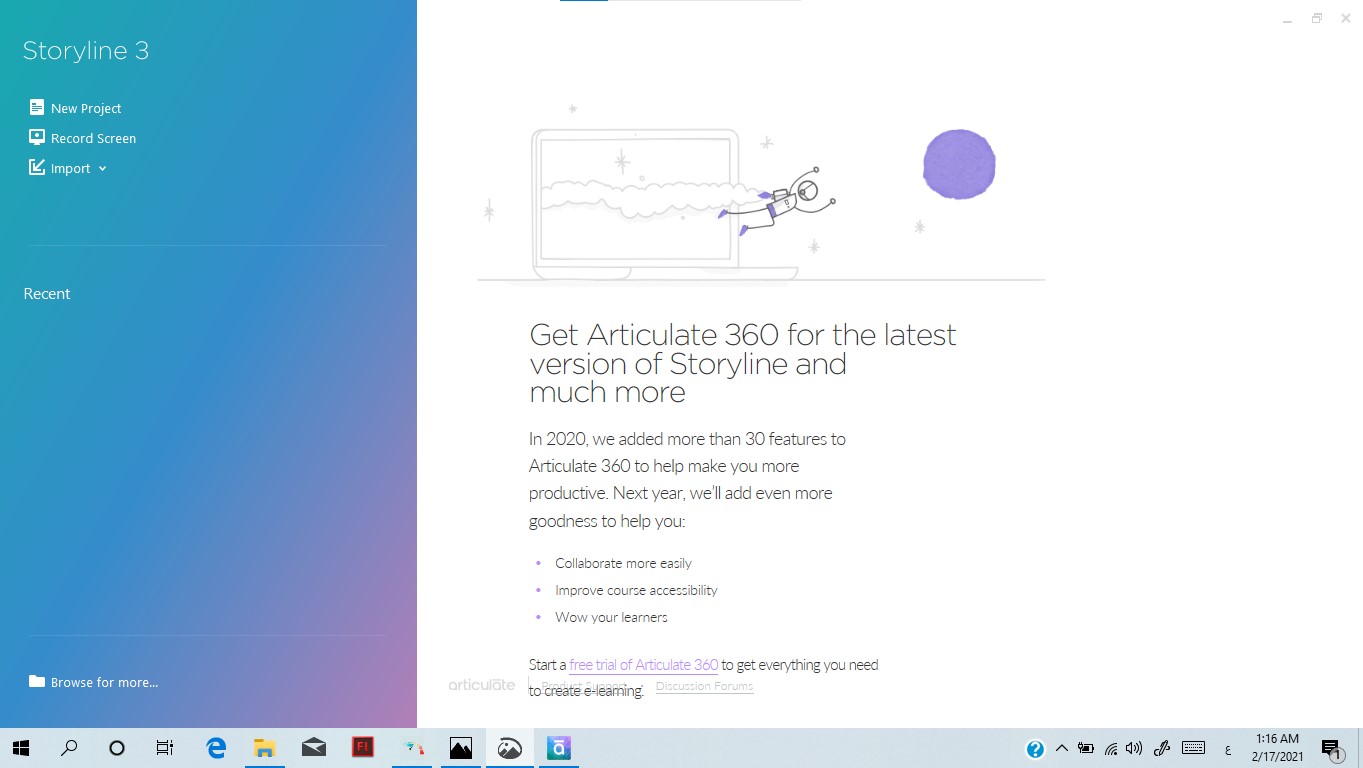 Storyline 3
New Project
Record Screen
Import
Recent
Browse for more...
Get Articulate 360 for the latest
version of Storyline and
much more
In 2020, we added more than 30 features to
Articulate 360 to help make you more
productive. Next year, we'll add even more
goodness to help you:
• Collaborate more easily
• Improve course accessibility
• Wow your learners
Start a free trial of Articulate 360 to get everything you need
to create e-learning.
articulate Product Support Discussion Forums
Fl
ā
ع
1:16 AM
2/17/2021
1